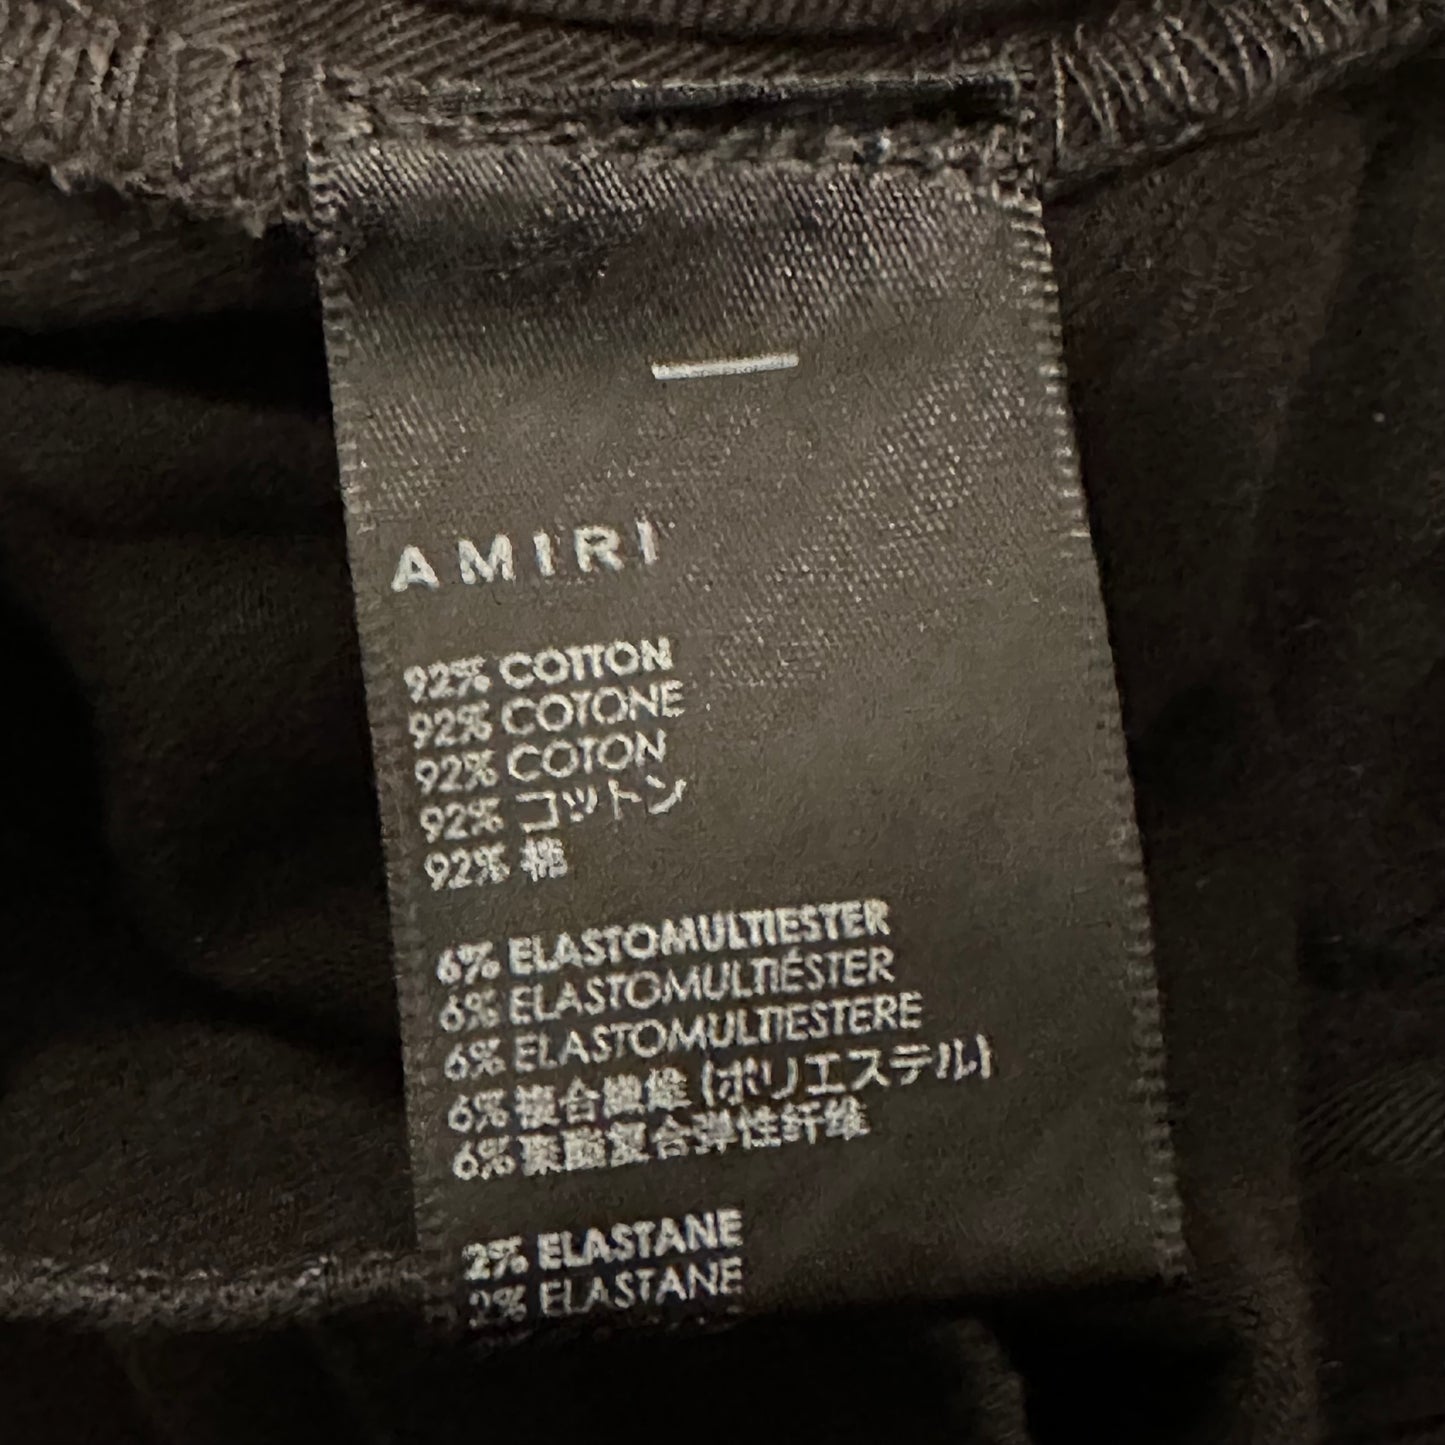 AMIRI
92% COTTON
92% COTONE
92% COTON
92% コットン
92% 棉
6% ELASTOMULTIESTER
6% ELASTOMULTIÉSTER
6% ELASTOMULTIESTERE
6% 複合繊維 (ポリエステル)
6% 聚酯复合弹性纤维
2% ELASTANE
2% ELASTANE